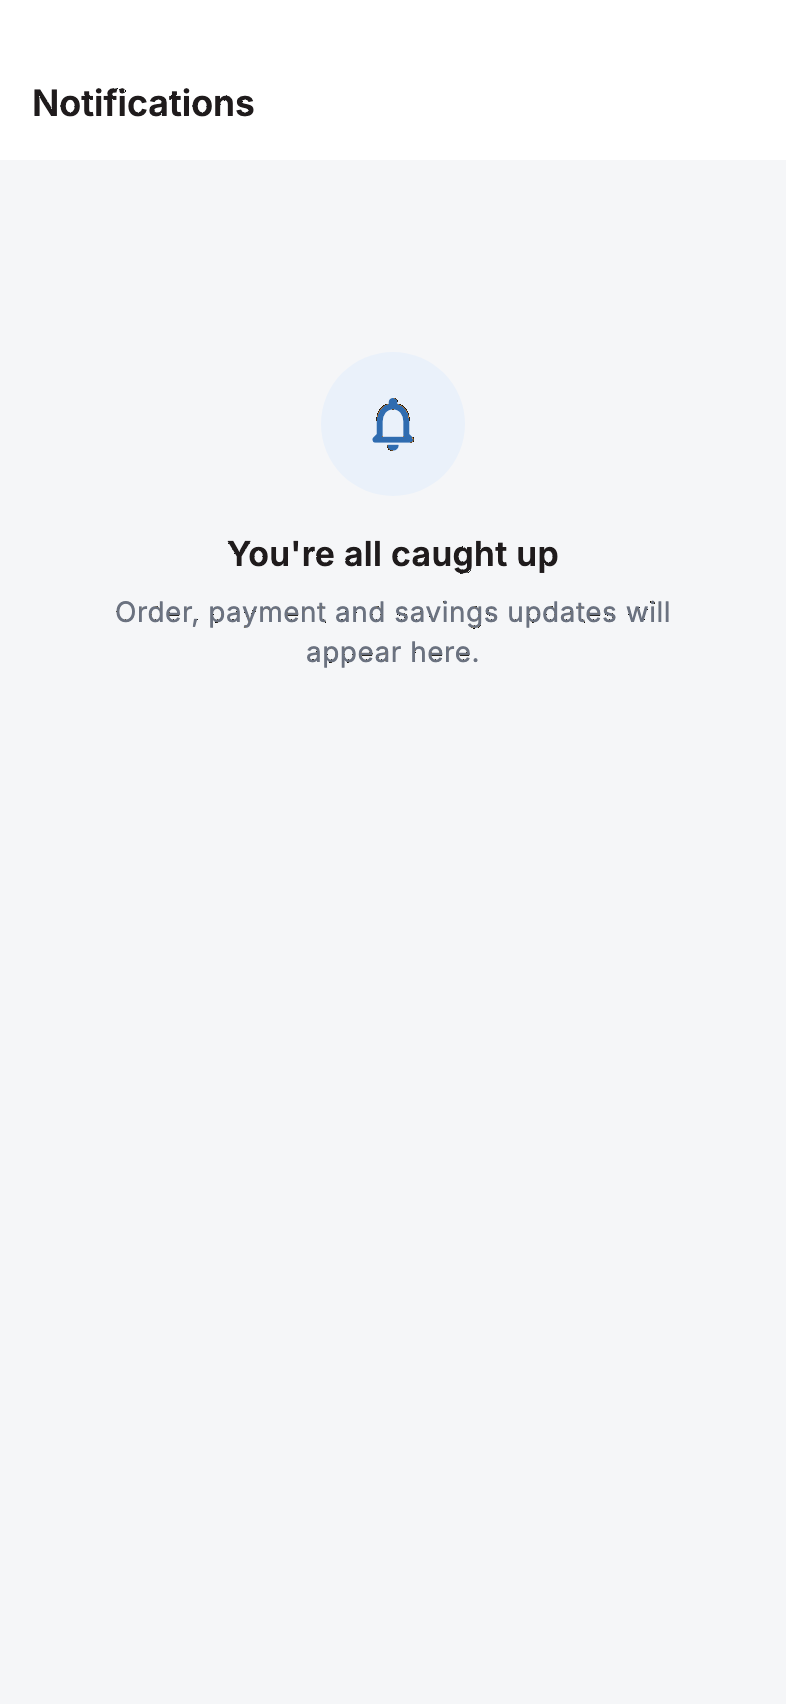 Notifications
You're all caught up
Order, payment and savings updates will
appear here.